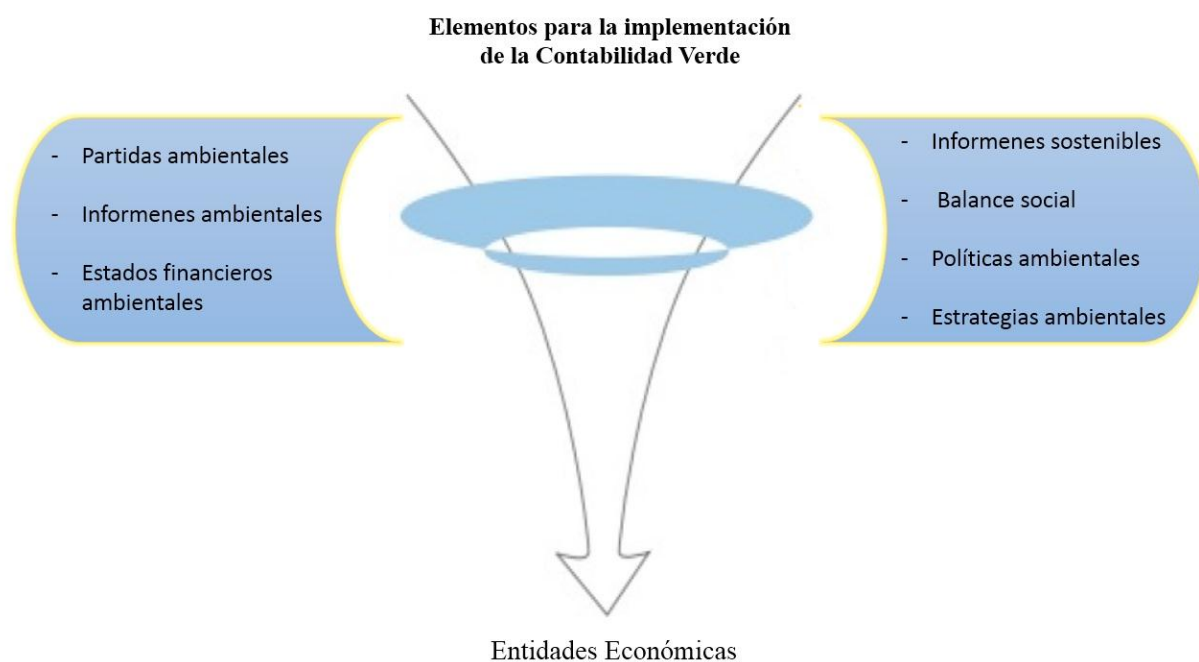 Elementos para la implementación
de la Contabilidad Verde
- Partidas ambientales
- Informenes ambientales
- Estados financieros
ambientales
- Informenes sostenibles
- Balance social
- Políticas ambientales
- Estrategias ambientales
Entidades Económicas